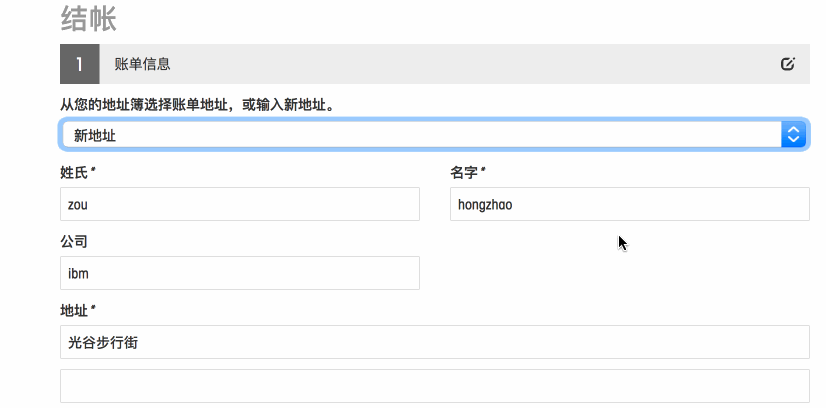 结帐
1 账单信息
从您的地址簿选择账单地址，或输入新地址。
新地址
姓氏 * 名字 *
zou hongzhao
公司
ibm
地址 *
光谷步行街